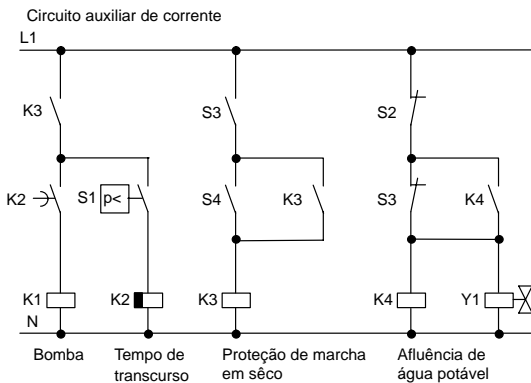 Circuito auxiliar de corrente
L1
K3 S3 S2
K2 S1 p< S4 K3 S3 K4
K1 K2 K3 K4 Y1
N
Bomba Tempo de Proteção de marcha Afluência de
transcurso em sêco água potável